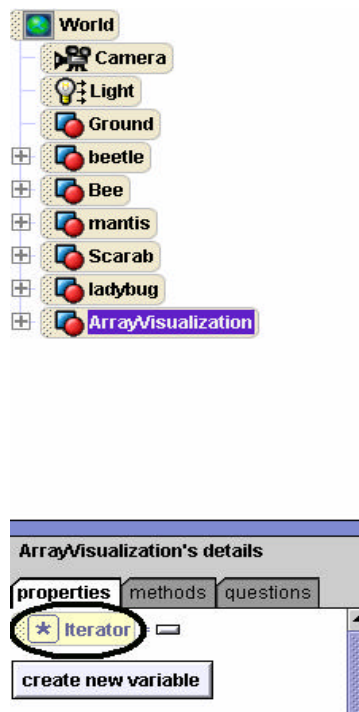 World
Camera
Light
Ground
beetle
Bee
mantis
Scarab
ladybug
ArrayVisualization
ArrayVisualization's details
properties methods questions
Iterator
create new variable